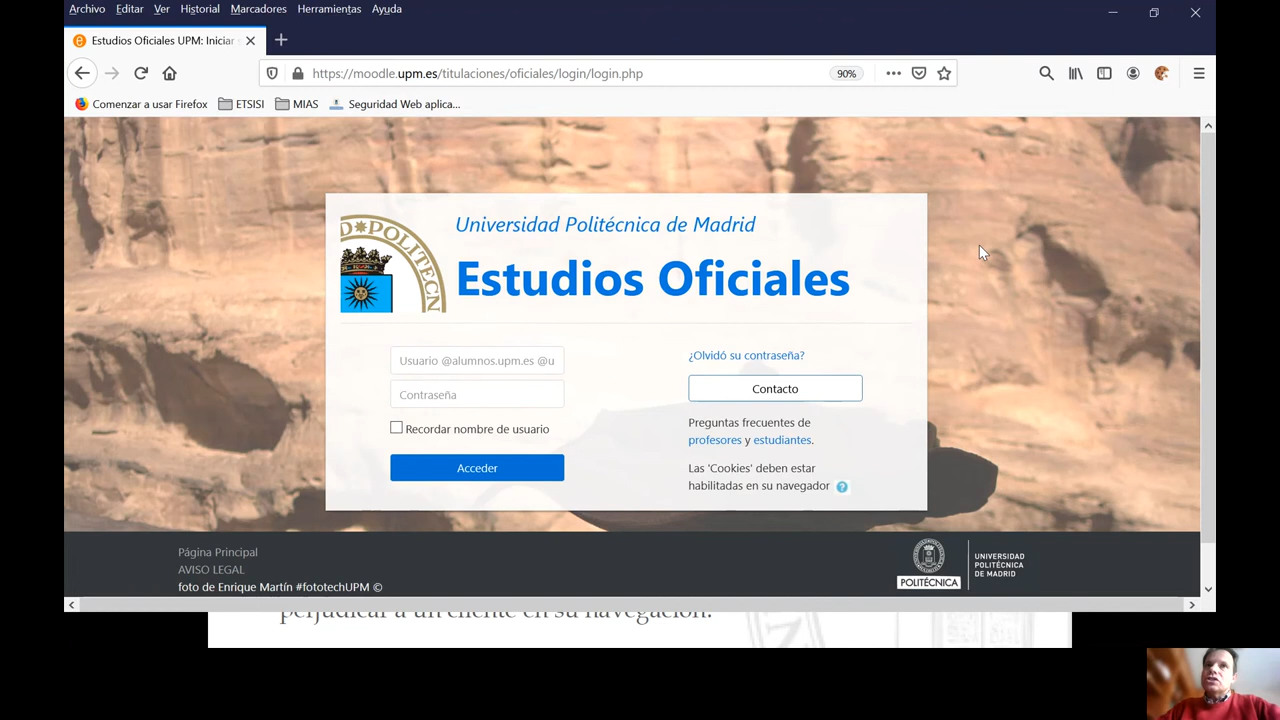 Archivo Editar Ver Historial Marcadores Herramientas Ayuda
Estudios Oficiales UPM: Iniciar
https://moodle.upm.es/titulaciones/oficiales/login/login.php 90%
Comenzar a usar Firefox ETSISI MIAS Seguridad Web aplica...
Universidad Politécnica de Madrid
D POLITECN
Estudios Oficiales
Usuario @alumnos.upm.es @u
¿Olvidó su contraseña?
Contraseña
Contacto
Recordar nombre de usuario
Preguntas frecuentes de
profesores y estudiantes.
Acceder
Las 'Cookies' deben estar
habilitadas en su navegador ?
Página Principal
AVISO LEGAL
foto de Enrique Martín #fototechUPM ©
POLITÉCNICA
UNIVERSIDAD
POLITÉCNICA
DE MADRID
perjudicar a un cliente en su navegación.